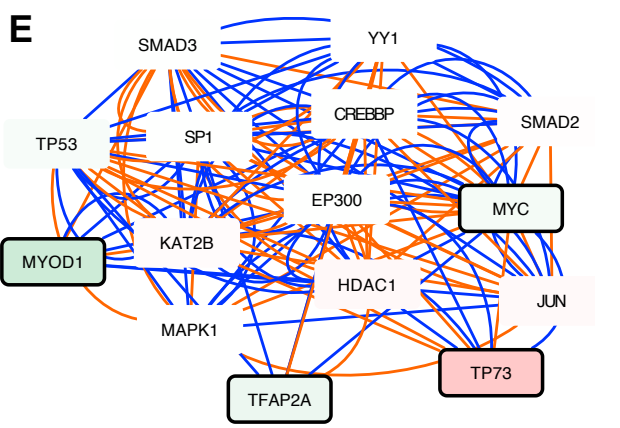 E
SMAD3
YY1
CREBBP
SMAD2
TP53
SP1
EP300
MYC
KAT2B
MYOD1
HDAC1
JUN
MAPK1
TP73
TFAP2A